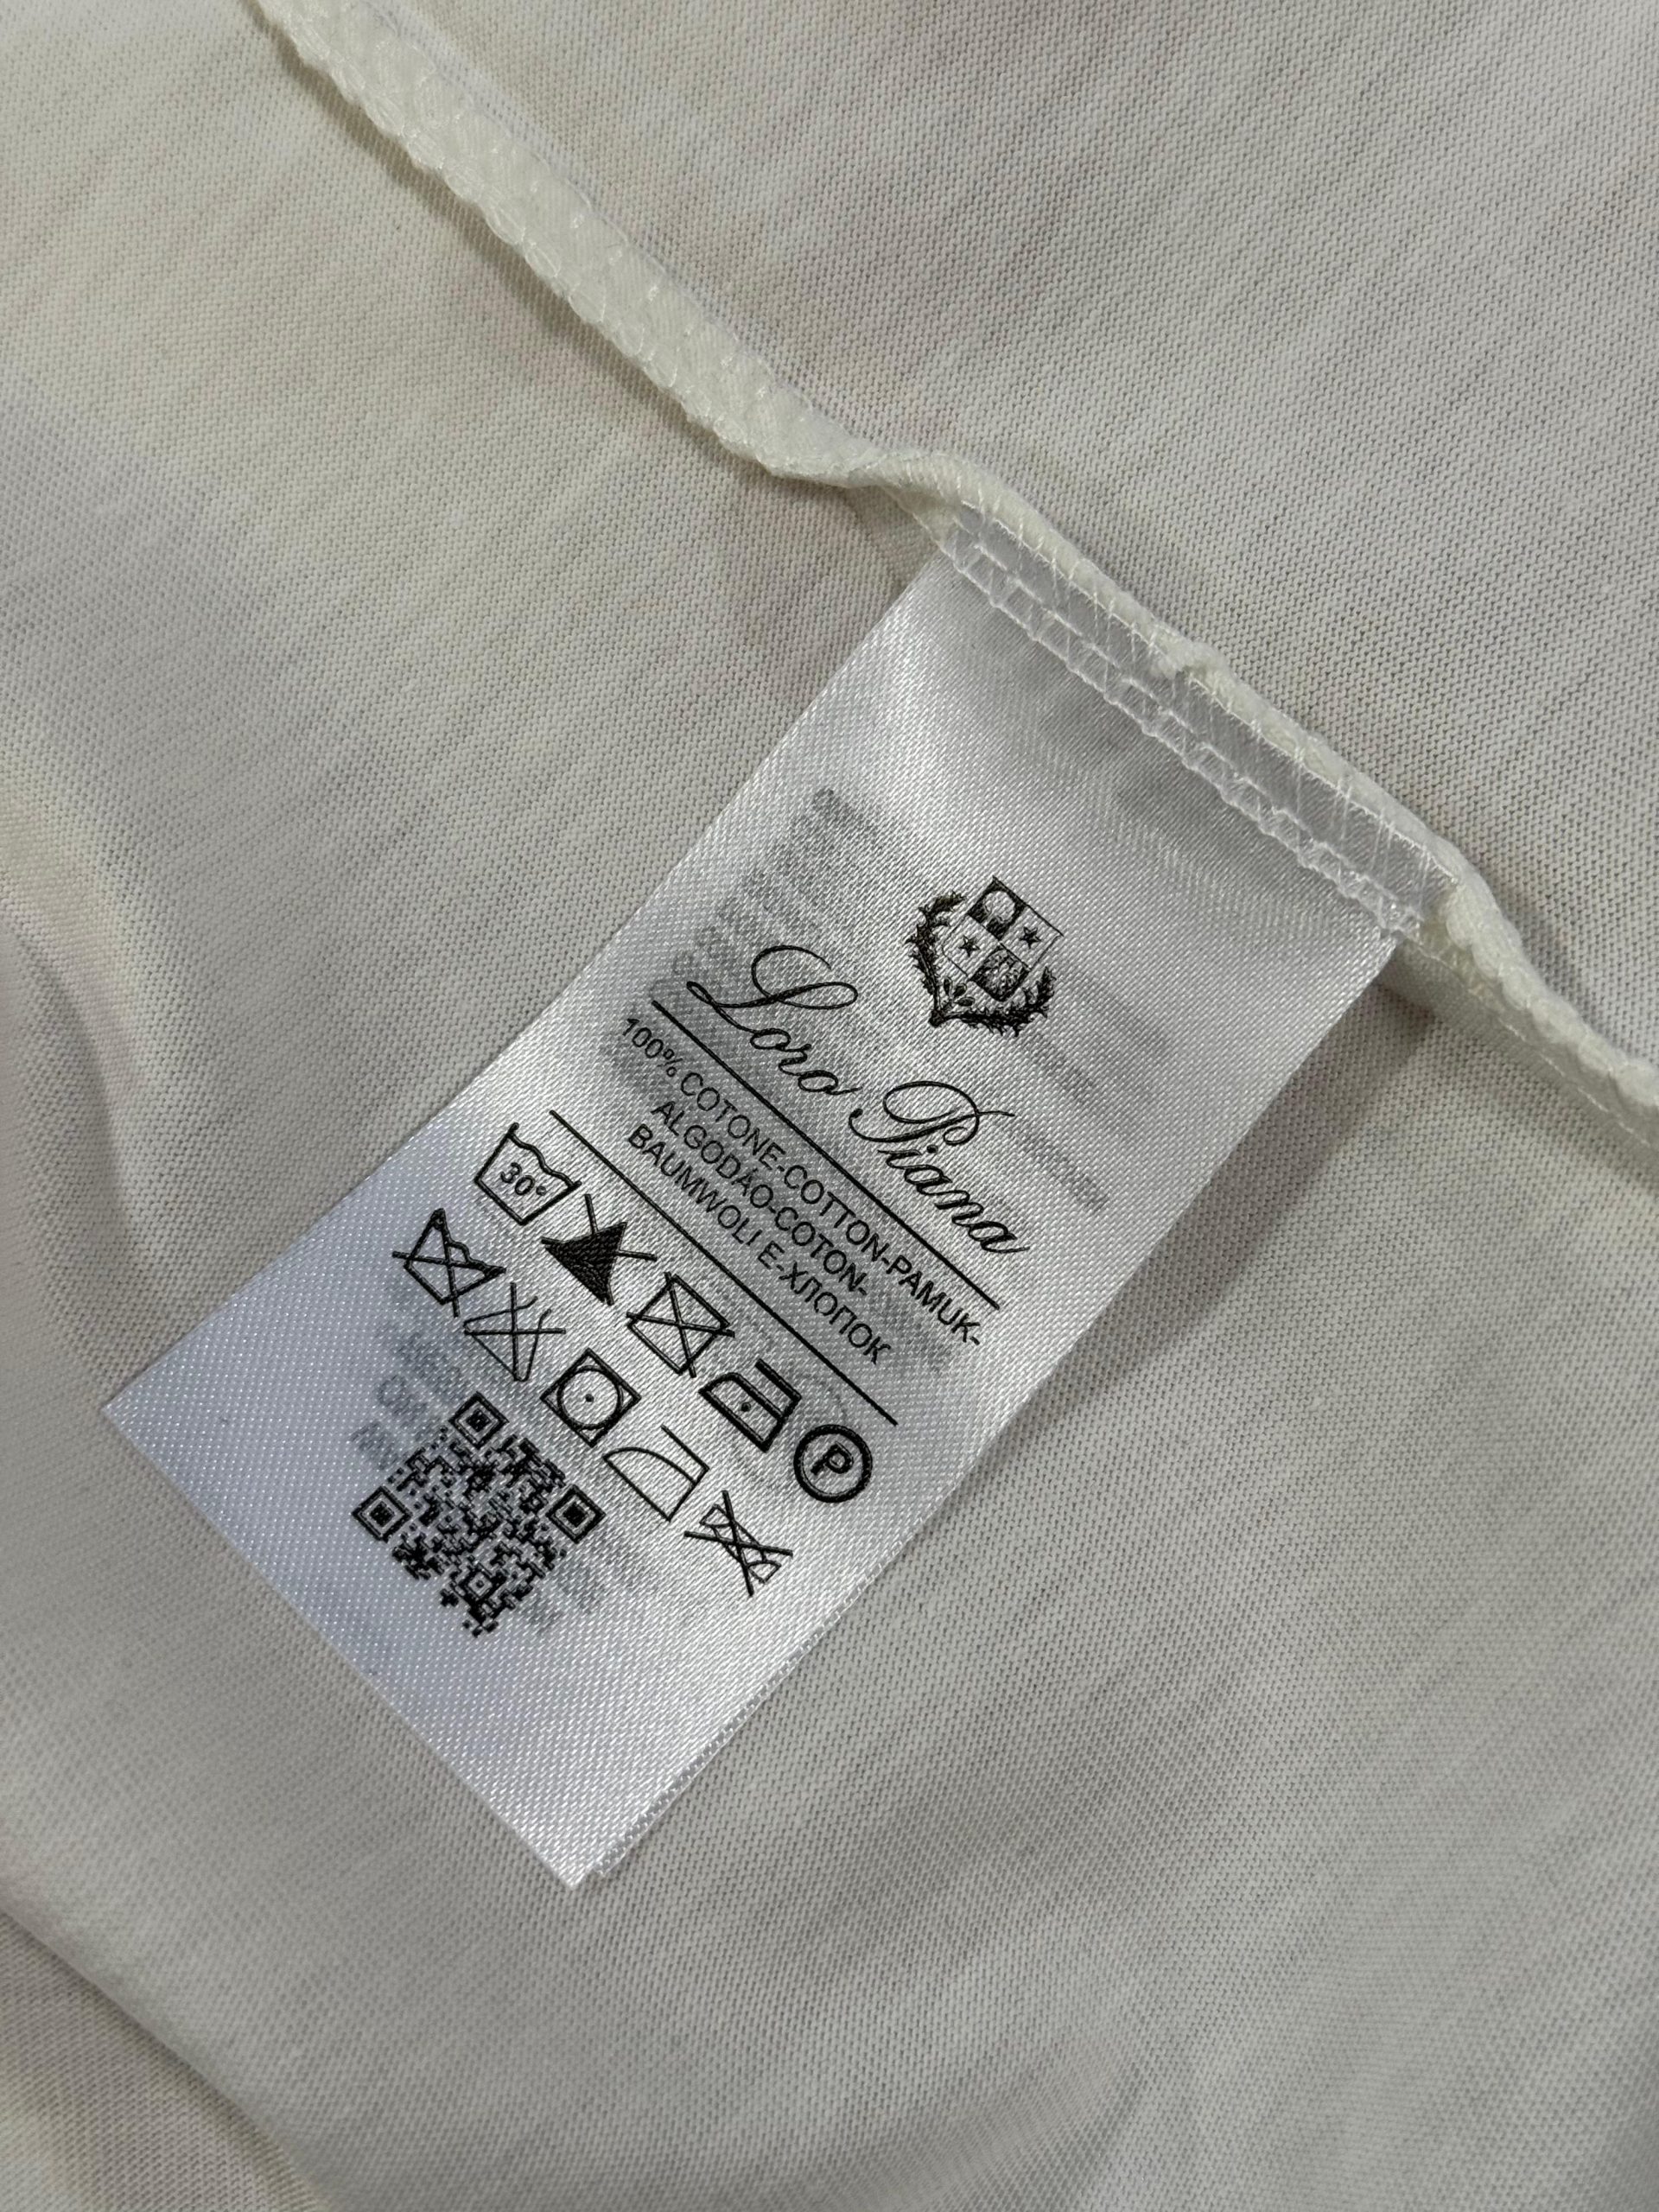 Loro Piana
100% COTONE-COTTON-PAMUK-
ALGODÃO-COTON-
BAUMWOLI E-ХЛОПОК
30°
P